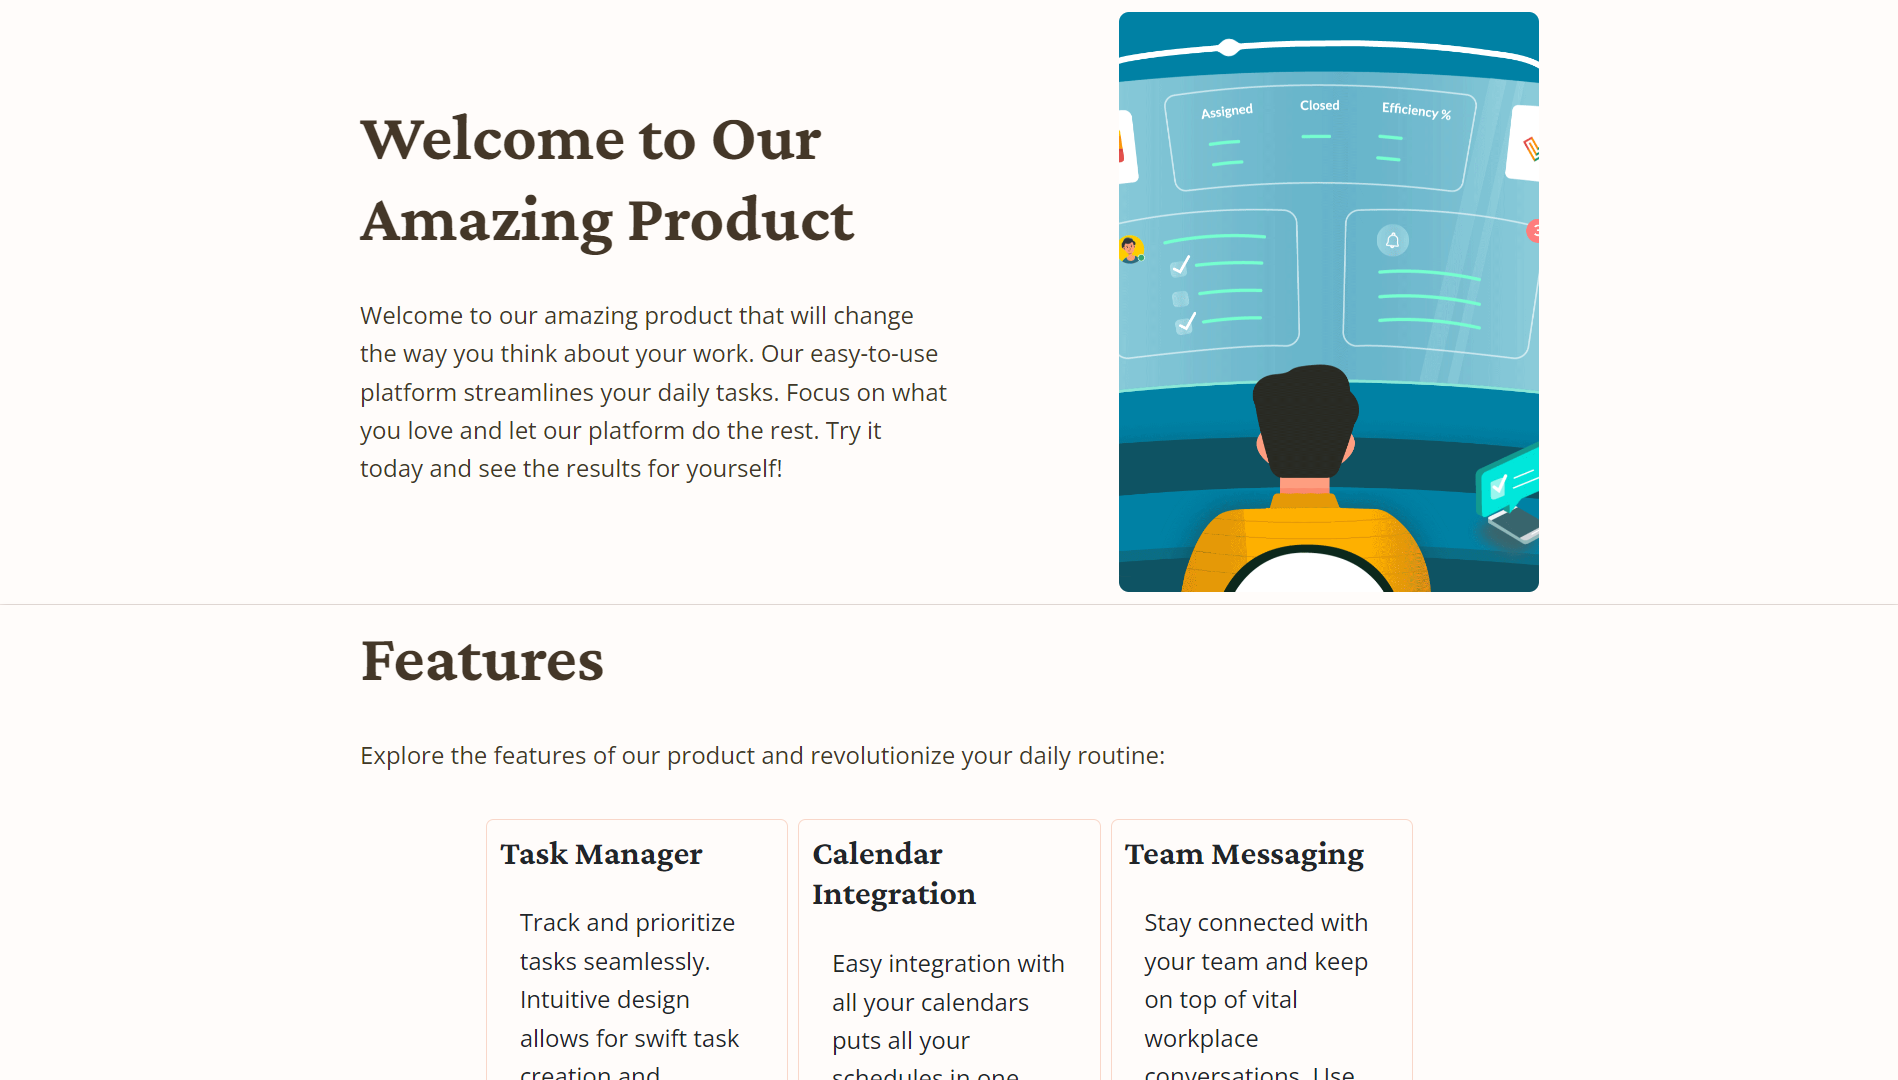 Welcome to Our
Amazing Product
Welcome to our amazing product that will change
the way you think about your work. Our easy-to-use
platform streamlines your daily tasks. Focus on what
you love and let our platform do the rest. Try it
today and see the results for yourself!
Assigned
Closed
Efficiency %
3
Features
Explore the features of our product and revolutionize your daily routine:
Task Manager
Track and prioritize
tasks seamlessly.
Intuitive design
allows for swift task
creation and
Calendar
Integration
Easy integration with
all your calendars
puts all your
schedules in one
Team Messaging
Stay connected with
your team and keep
on top of vital
workplace
conversations. Use